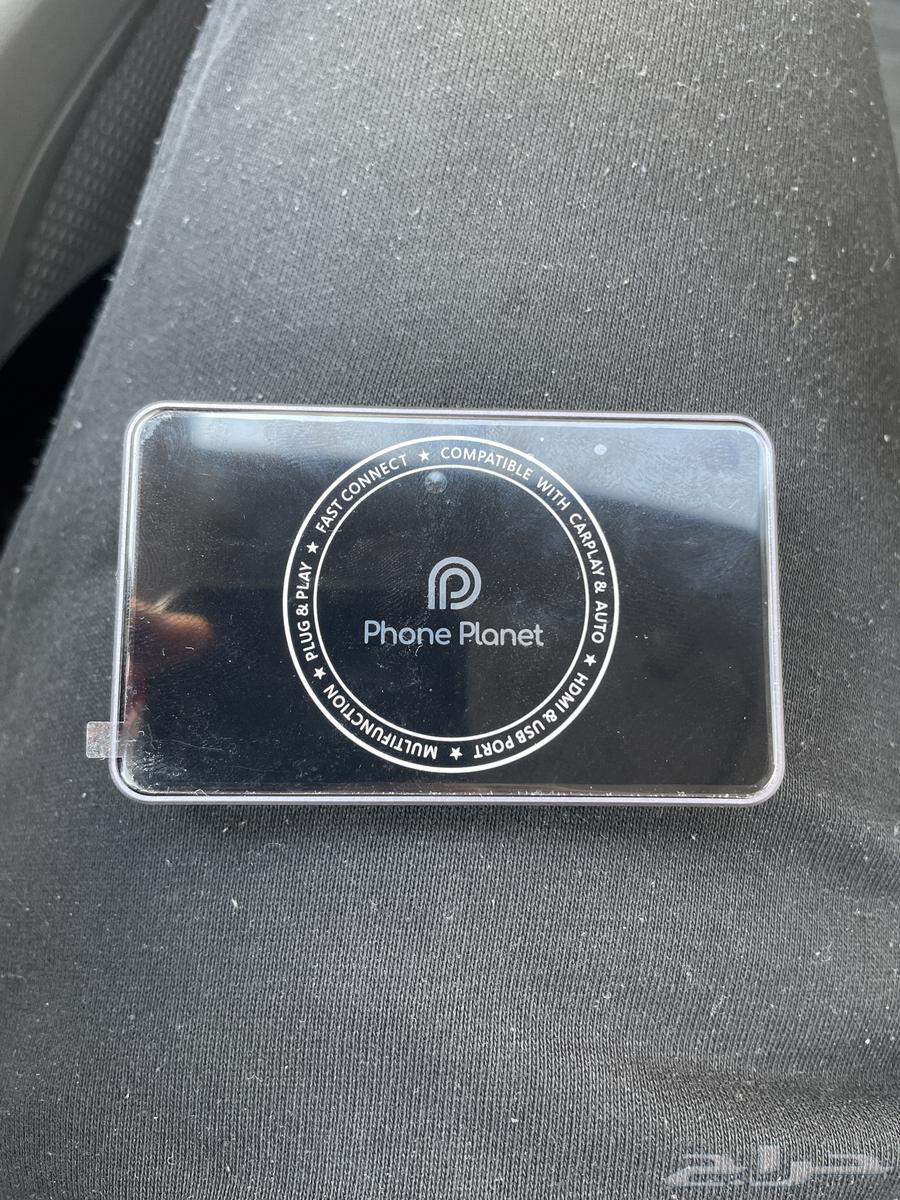 FAST CONNECT ★ COMPATIBLE WITH CARPLAY & AUTO ★ HDMI & USB PORT ★ MULTIFUNCTION ★ PLUG & PLAY ★
Phone Planet
حراج